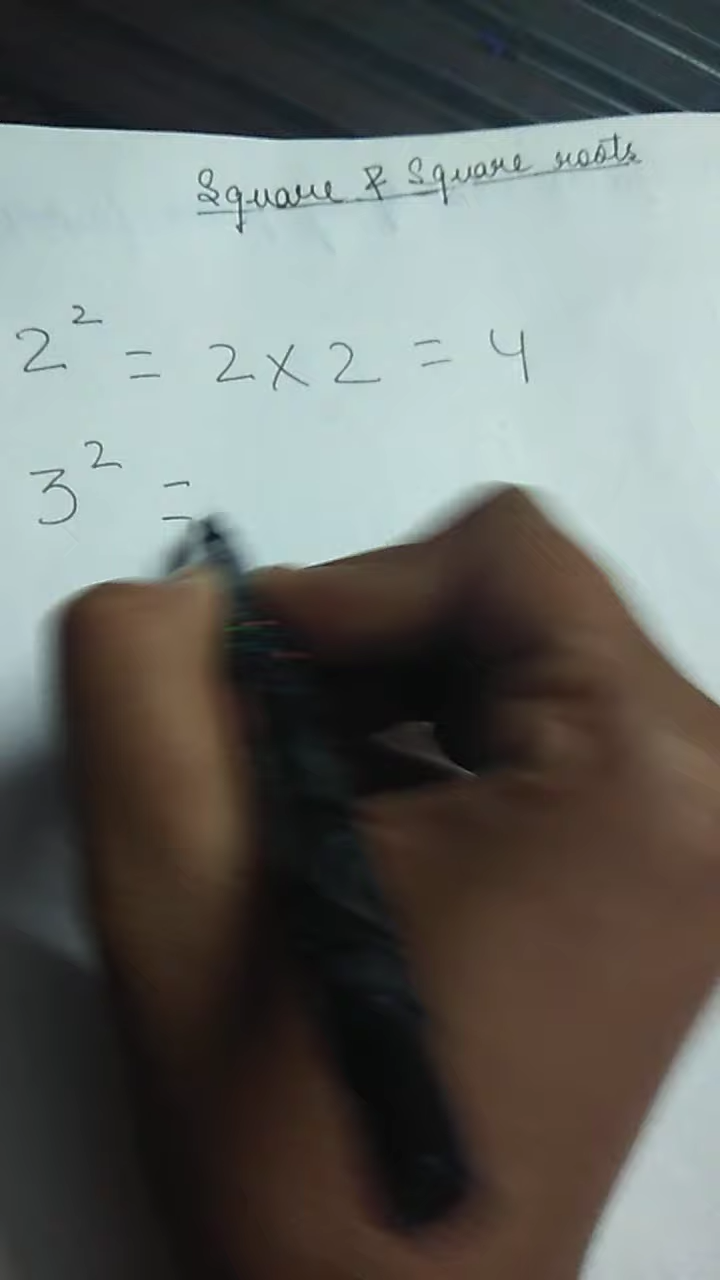 Square & Square roots
2² = 2 × 2 = 4
3² =